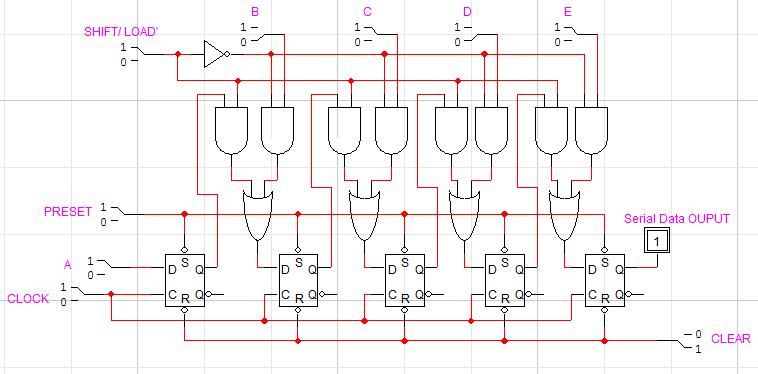 B C D E
1 1 1 1
0 0 0 0
SHIFT/ LOAD'
1
0
PRESET 1
0
Serial Data OUPUT
1
A 1
0
S S S S S
D Q D Q D Q D Q D Q
CLOCK 1
0
C Q C Q C Q C Q C Q
R R R R R
0
1
CLEAR